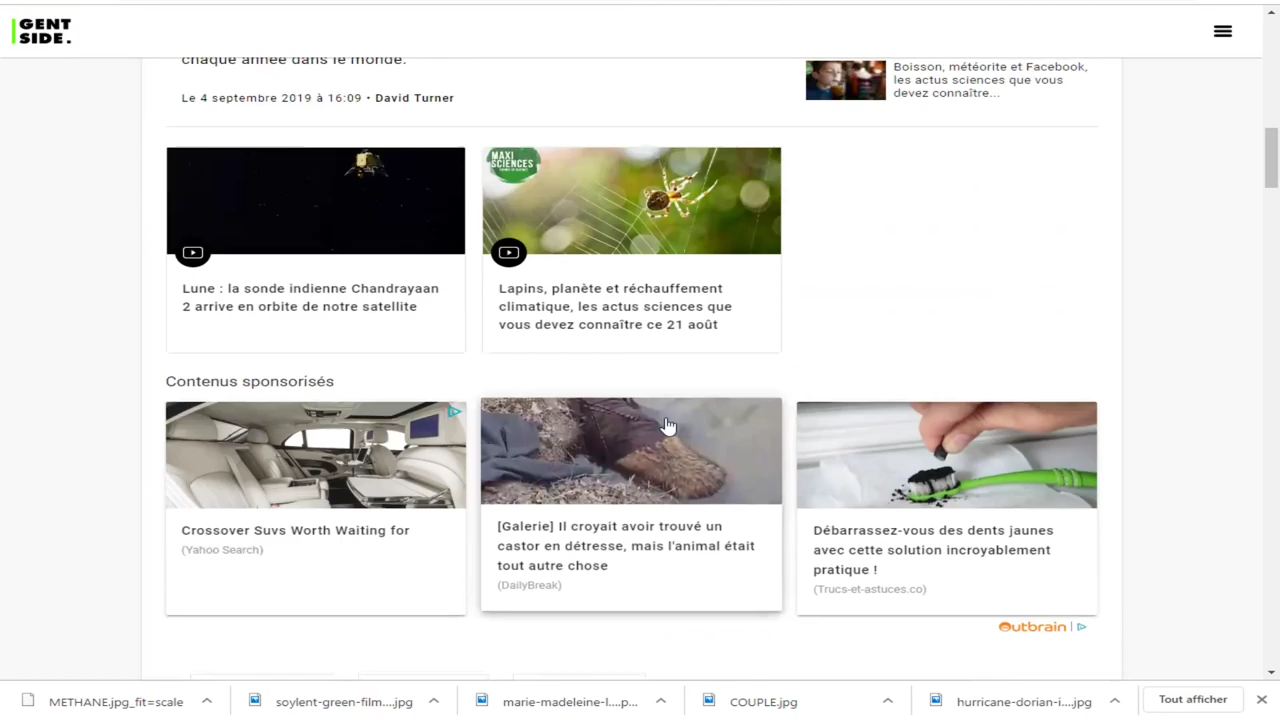 GENT
SIDE.
chaque année dans le monde.
Le 4 septembre 2019 à 16:09 • David Turner
Boisson, météorite et Facebook,
les actus sciences que vous
devez connaître...
MAXI
SCIENCES
Lune : la sonde indienne Chandrayaan
2 arrive en orbite de notre satellite
Lapins, planète et réchauffement
climatique, les actus sciences que
vous devez connaître ce 21 août
Contenus sponsorisés
Crossover Suvs Worth Waiting for
(Yahoo Search)
[Galerie] Il croyait avoir trouvé un
castor en détresse, mais l'animal était
tout autre chose
(DailyBreak)
Débarrassez-vous des dents jaunes
avec cette solution incroyablement
pratique !
(Trucs-et-astuces.co)
outbrain
METHANE.jpg_fit=scale
soylent-green-film....jpg
marie-madeleine-l....p...
COUPLE.jpg
hurricane-dorian-i....jpg
Tout afficher